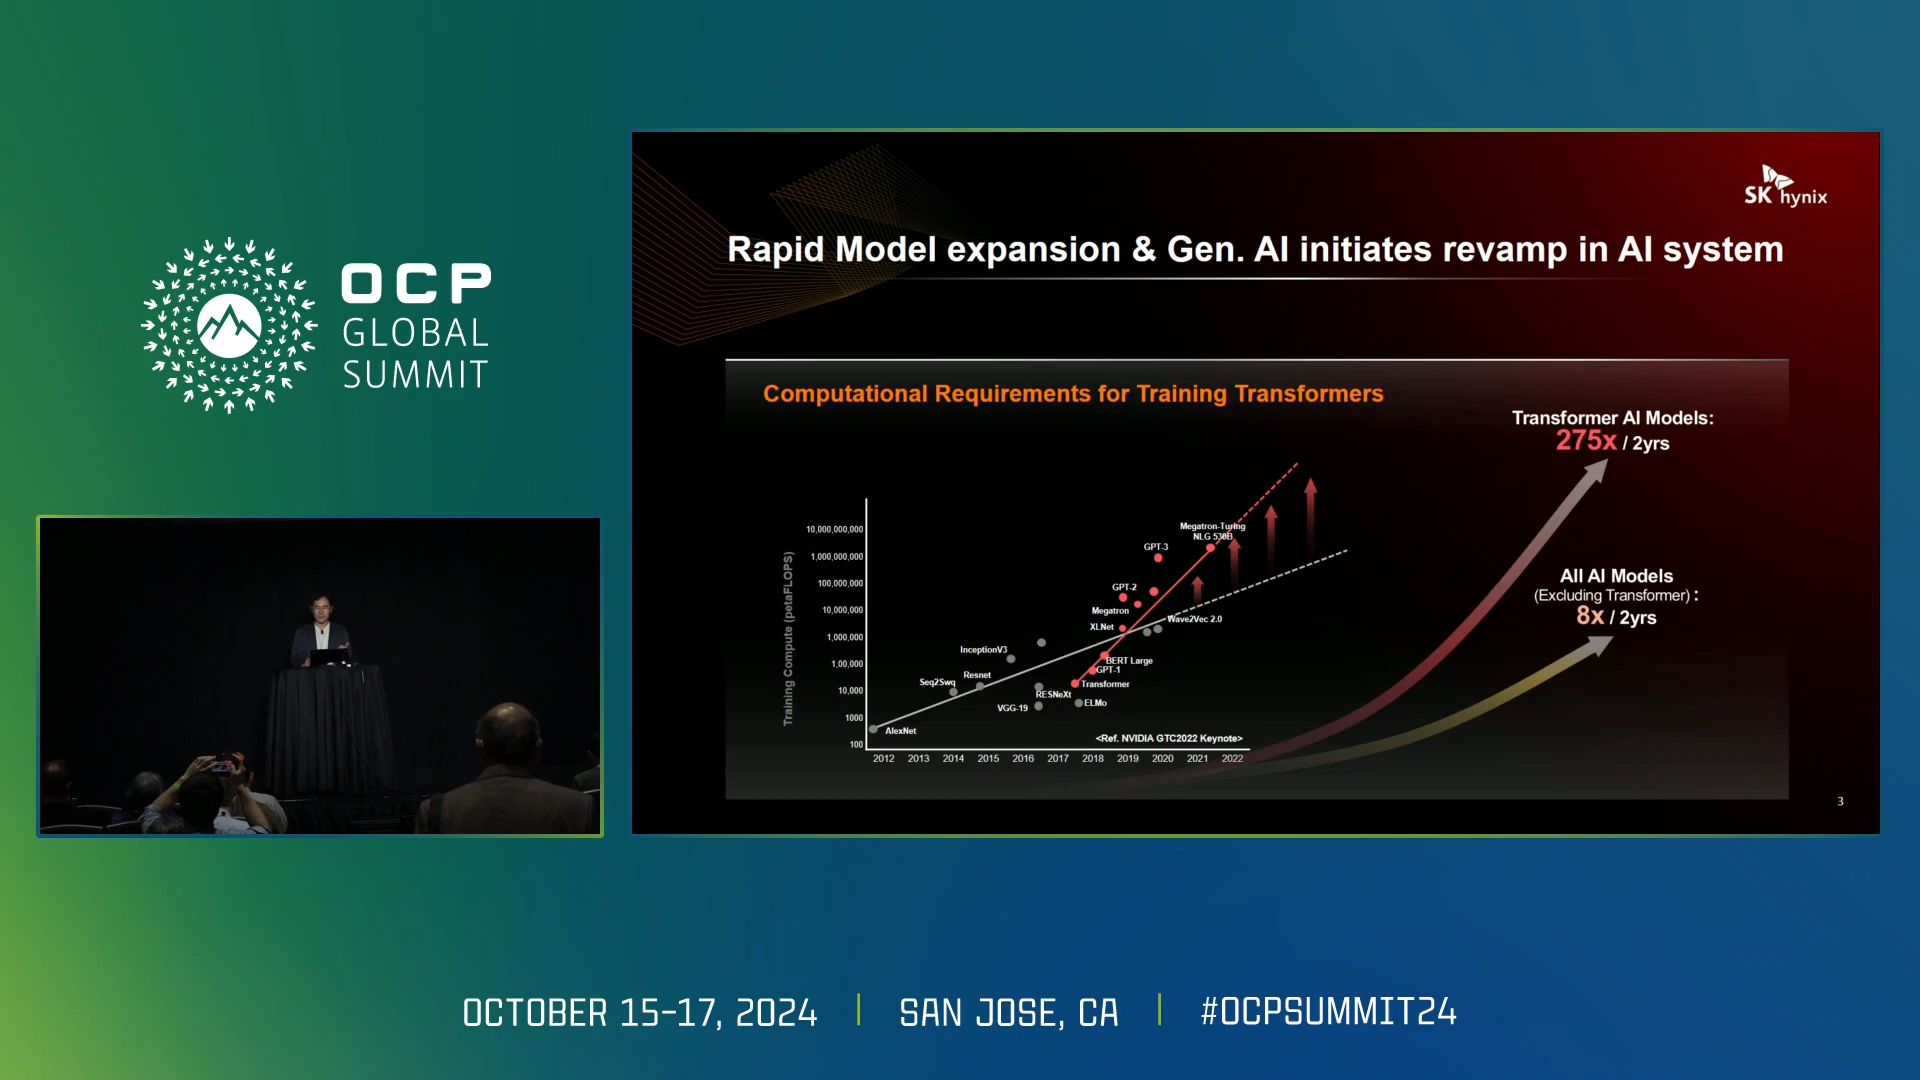 OCP
GLOBAL
SUMMIT
SK hynix
Rapid Model expansion & Gen. AI initiates revamp in AI system
Computational Requirements for Training Transformers
Transformer AI Models:
275x / 2yrs
All AI Models
(Excluding Transformer) :
8x / 2yrs
Training Compute (petaFLOPS)
10,000,000,000
1,000,000,000
100,000,000
10,000,000
1,000,000
1,00,000
10,000
1000
100
Megatron-Turing
NLG 530B
GPT-3
GPT-2
Megatron
XLNet
Wave2Vec 2.0
InceptionV3
BERT Large
GPT-1
Resnet
Seq2Swq
Transformer
RESNeXt
ELMo
VGG-19
AlexNet
<Ref. NVIDIA GTC2022 Keynote>
2012 2013 2014 2015 2016 2017 2018 2019 2020 2021 2022
3
OCTOBER 15-17, 2024 | SAN JOSE, CA | #OCPSUMMIT24